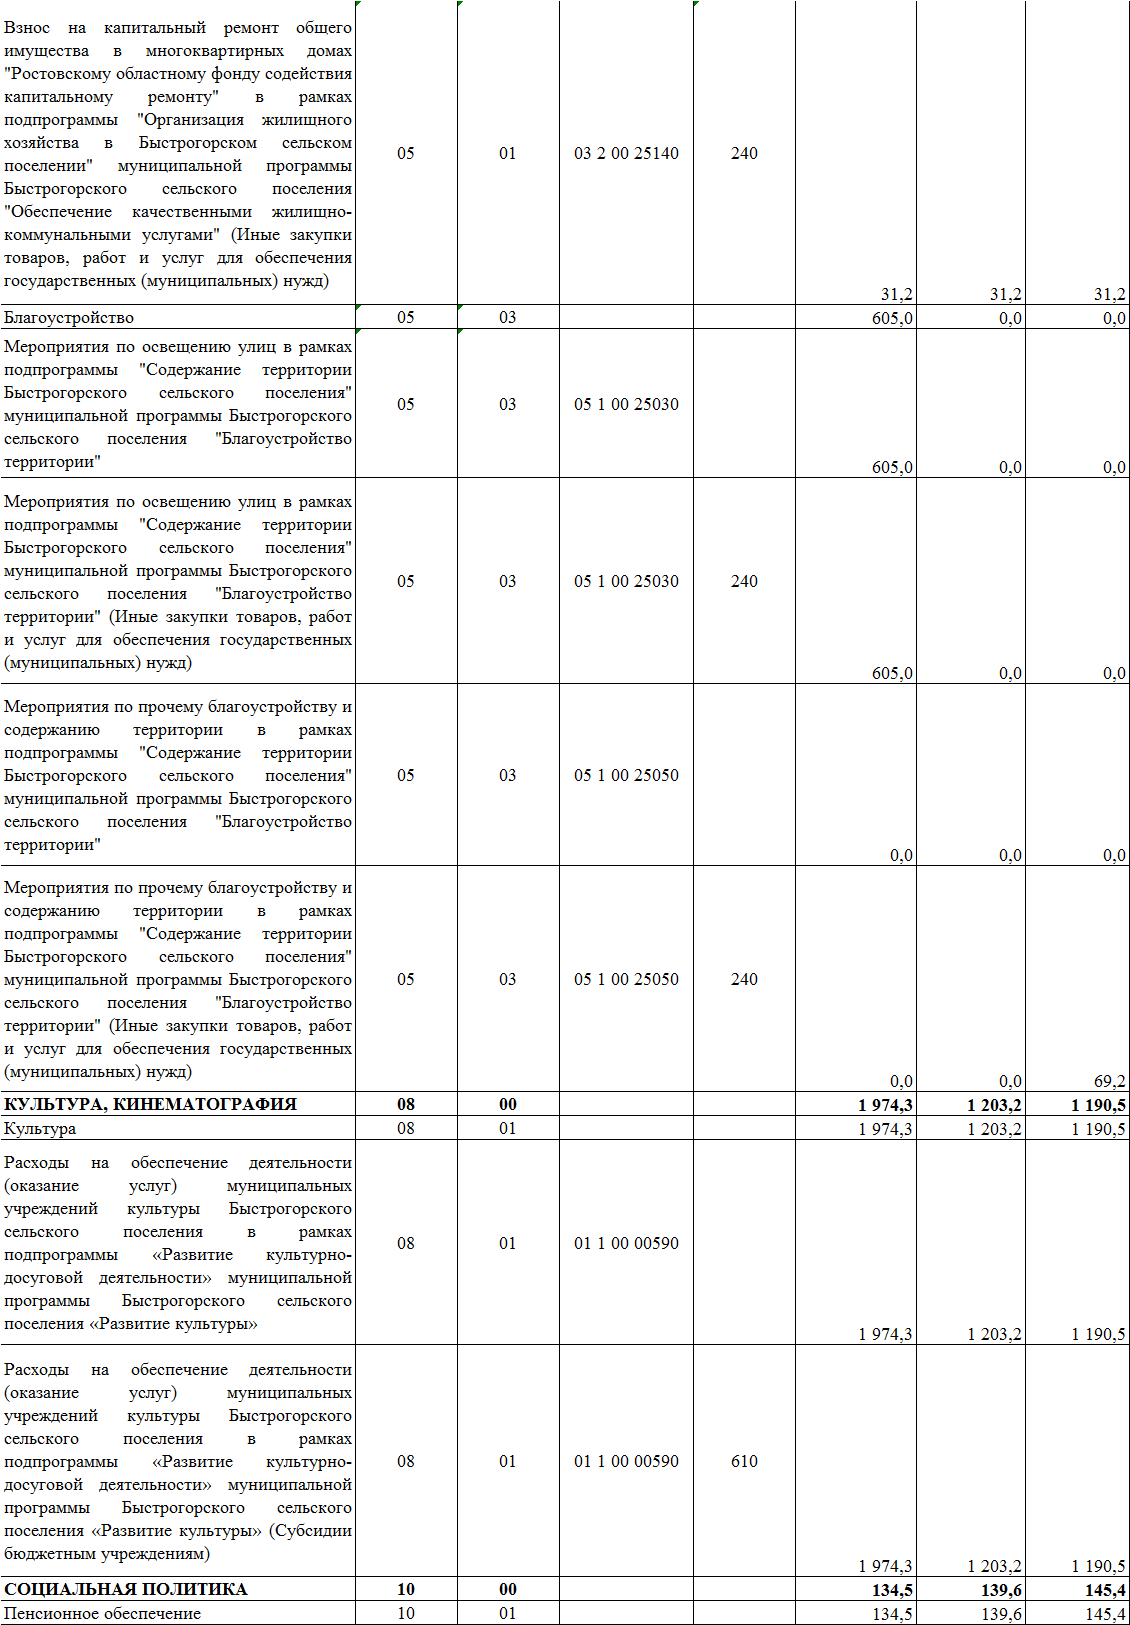 Взнос на капитальный ремонт общего
имущества в многоквартирных домах
"Ростовскому областному фонду содействия
капитальному ремонту" в рамках
подпрограммы "Организация жилищного
хозяйства в Быстрогорском сельском
поселении" муниципальной программы
Быстрогорского сельского поселения
"Обеспечение качественными жилищно-
коммунальными услугами" (Иные закупки
товаров, работ и услуг для обеспечения
государственных (муниципальных) нужд)
05 01 03 2 00 25140 240
31,2 31,2 31,2
Благоустройство 05 03 605,0 0,0 0,0
Мероприятия по освещению улиц в рамках
подпрограммы "Содержание территории
Быстрогорского сельского поселения"
муниципальной программы Быстрогорского
сельского поселения "Благоустройство
территории"
05 03 05 1 00 25030
605,0 0,0 0,0
Мероприятия по освещению улиц в рамках
подпрограммы "Содержание территории
Быстрогорского сельского поселения"
муниципальной программы Быстрогорского
сельского поселения "Благоустройство
территории" (Иные закупки товаров, работ
и услуг для обеспечения государственных
(муниципальных) нужд)
05 03 05 1 00 25030 240
605,0 0,0 0,0
Мероприятия по прочему благоустройству и
содержанию территории в рамках
подпрограммы "Содержание территории
Быстрогорского сельского поселения"
муниципальной программы Быстрогорского
сельского поселения "Благоустройство
территории"
05 03 05 1 00 25050
0,0 0,0 0,0
Мероприятия по прочему благоустройству и
содержанию территории в рамках
подпрограммы "Содержание территории
Быстрогорского сельского поселения"
муниципальной программы Быстрогорского
сельского поселения "Благоустройство
территории" (Иные закупки товаров, работ
и услуг для обеспечения государственных
(муниципальных) нужд)
05 03 05 1 00 25050 240
0,0 0,0 69,2
КУЛЬТУРА, КИНЕМАТОГРАФИЯ 08 00 1 974,3 1 203,2 1 190,5
Культура 08 01 1 974,3 1 203,2 1 190,5
Расходы на обеспечение деятельности
(оказание услуг) муниципальных
учреждений культуры Быстрогорского
сельского поселения в рамках
подпрограммы «Развитие культурно-
досуговой деятельности» муниципальной
программы Быстрогорского сельского
поселения «Развитие культуры»
08 01 01 1 00 00590
1 974,3 1 203,2 1 190,5
Расходы на обеспечение деятельности
(оказание услуг) муниципальных
учреждений культуры Быстрогорского
сельского поселения в рамках
подпрограммы «Развитие культурно-
досуговой деятельности» муниципальной
программы Быстрогорского сельского
поселения «Развитие культуры» (Субсидии
бюджетным учреждениям)
08 01 01 1 00 00590 610
1 974,3 1 203,2 1 190,5
СОЦИАЛЬНАЯ ПОЛИТИКА 10 00 134,5 139,6 145,4
Пенсионное обеспечение 10 01 134,5 139,6 145,4